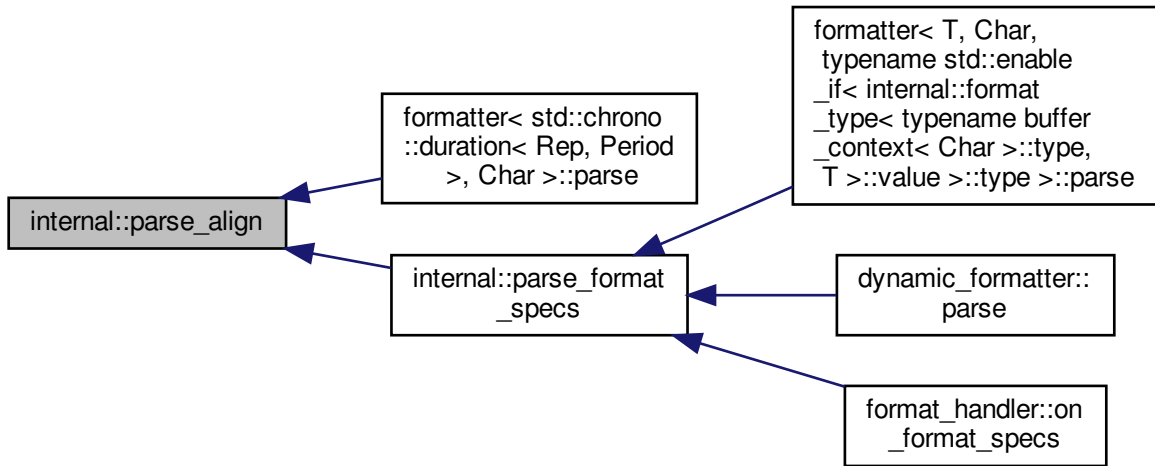 formatter< T, Char,
typename std::enable
_if< internal::format
_type< typename buffer
_context< Char >::type,
T >::value >::type >::parse
formatter< std::chrono
::duration< Rep, Period
>, Char >::parse
internal::parse_align
internal::parse_format
_specs
dynamic_formatter::
parse
format_handler::on
_format_specs